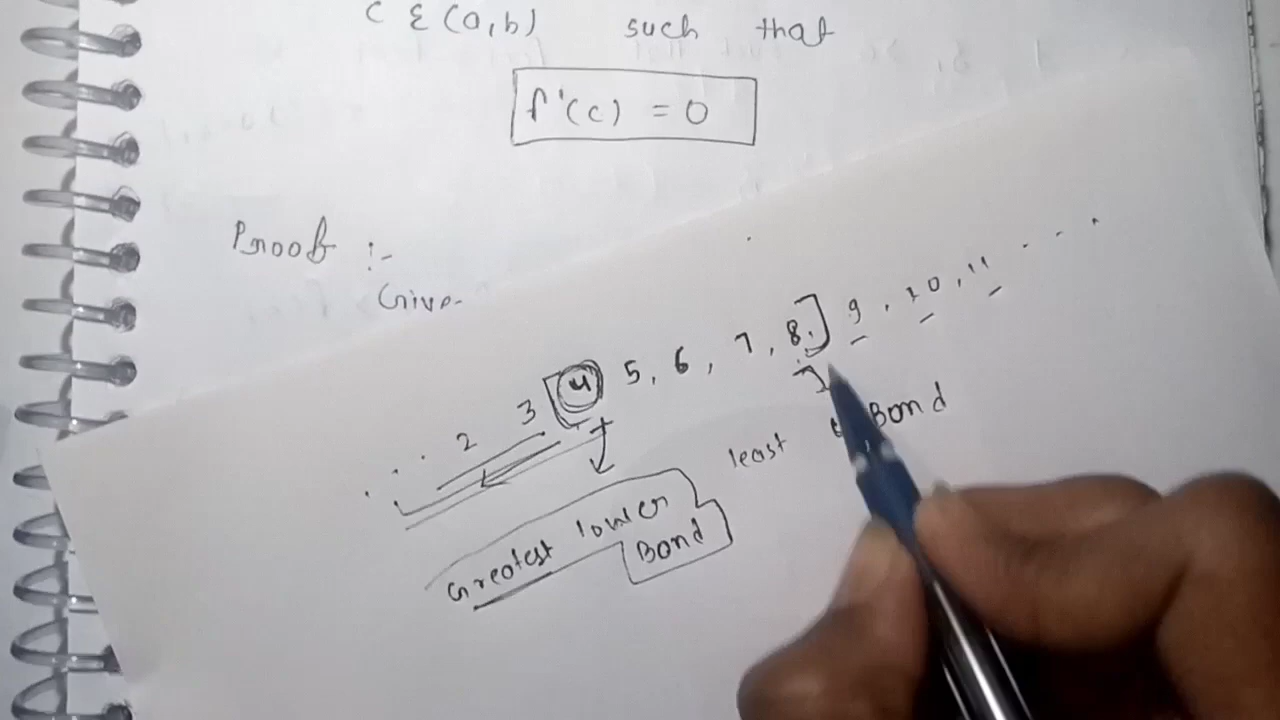 C ε (a,b) such that
f'(c) = 0
Proof :-
Give
. . 2 3 [4 5, 6, 7, 8.] 9, 10, 11 . . . .
least Bond
Greatest lower
Bond